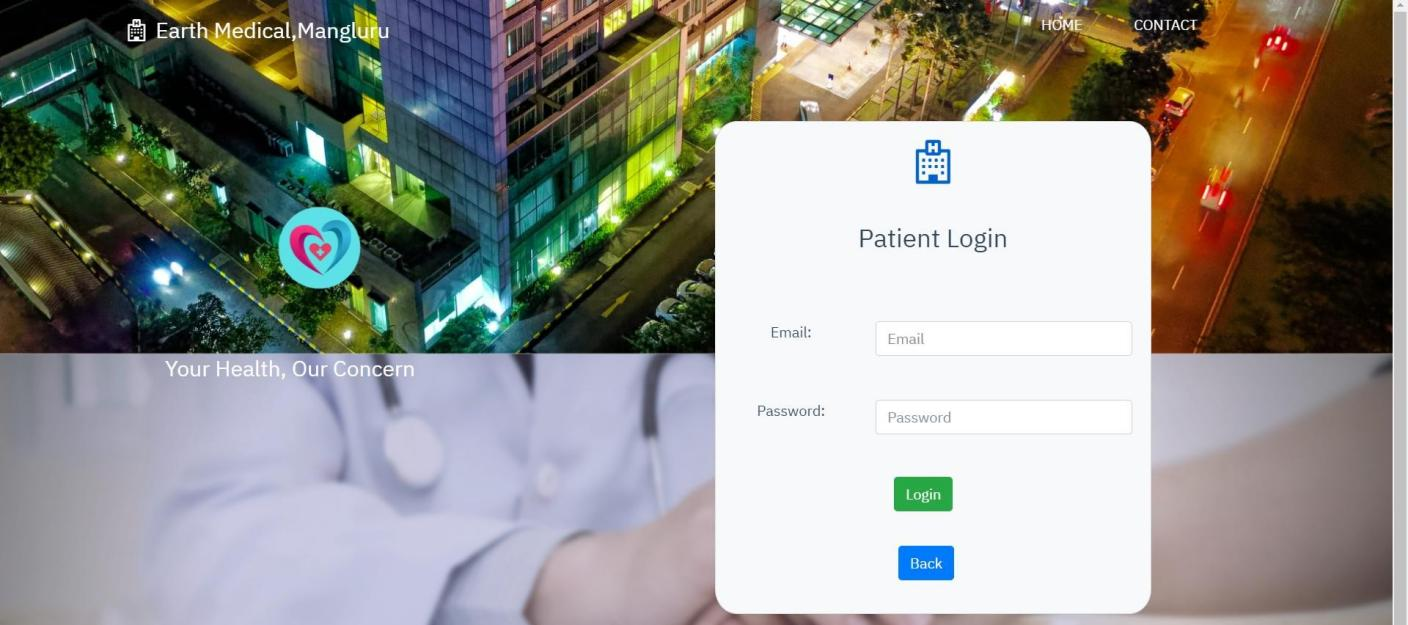 Earth Medical,Mangluru
HOME
CONTACT
H
Patient Login
Email:
Email
Your Health, Our Concern
Password:
Password
Login
Back